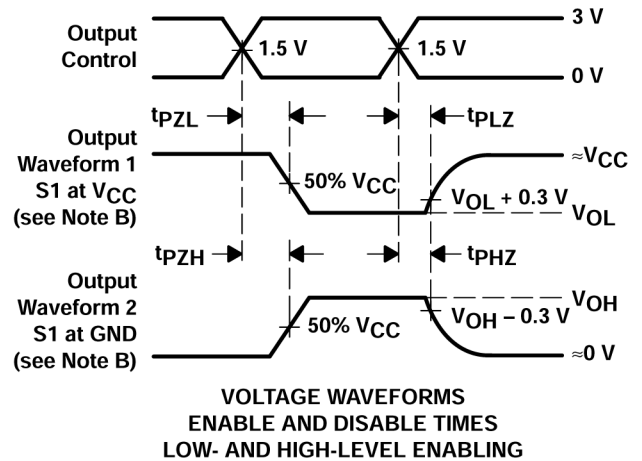 3 V
Output
Control
1.5 V
1.5 V
0 V
tPZL
tPLZ
Output
Waveform 1
S1 at VCC
(see Note B)
≈VCC
50% VCC
VOL + 0.3 V
VOL
tPZH
tPHZ
Output
Waveform 2
S1 at GND
(see Note B)
VOH
50% VCC
VOH – 0.3 V
≈0 V
VOLTAGE WAVEFORMS
ENABLE AND DISABLE TIMES
LOW- AND HIGH-LEVEL ENABLING